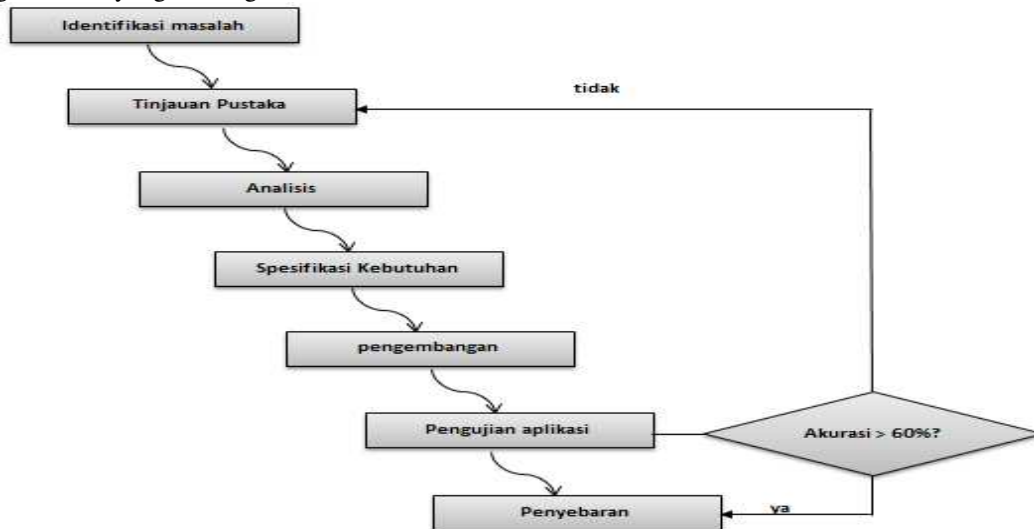 Identifikasi masalah
tidak
Tinjauan Pustaka
Analisis
Spesifikasi Kebutuhan
pengembangan
Pengujian aplikasi
Akurasi > 60%?
Penyebaran
ya